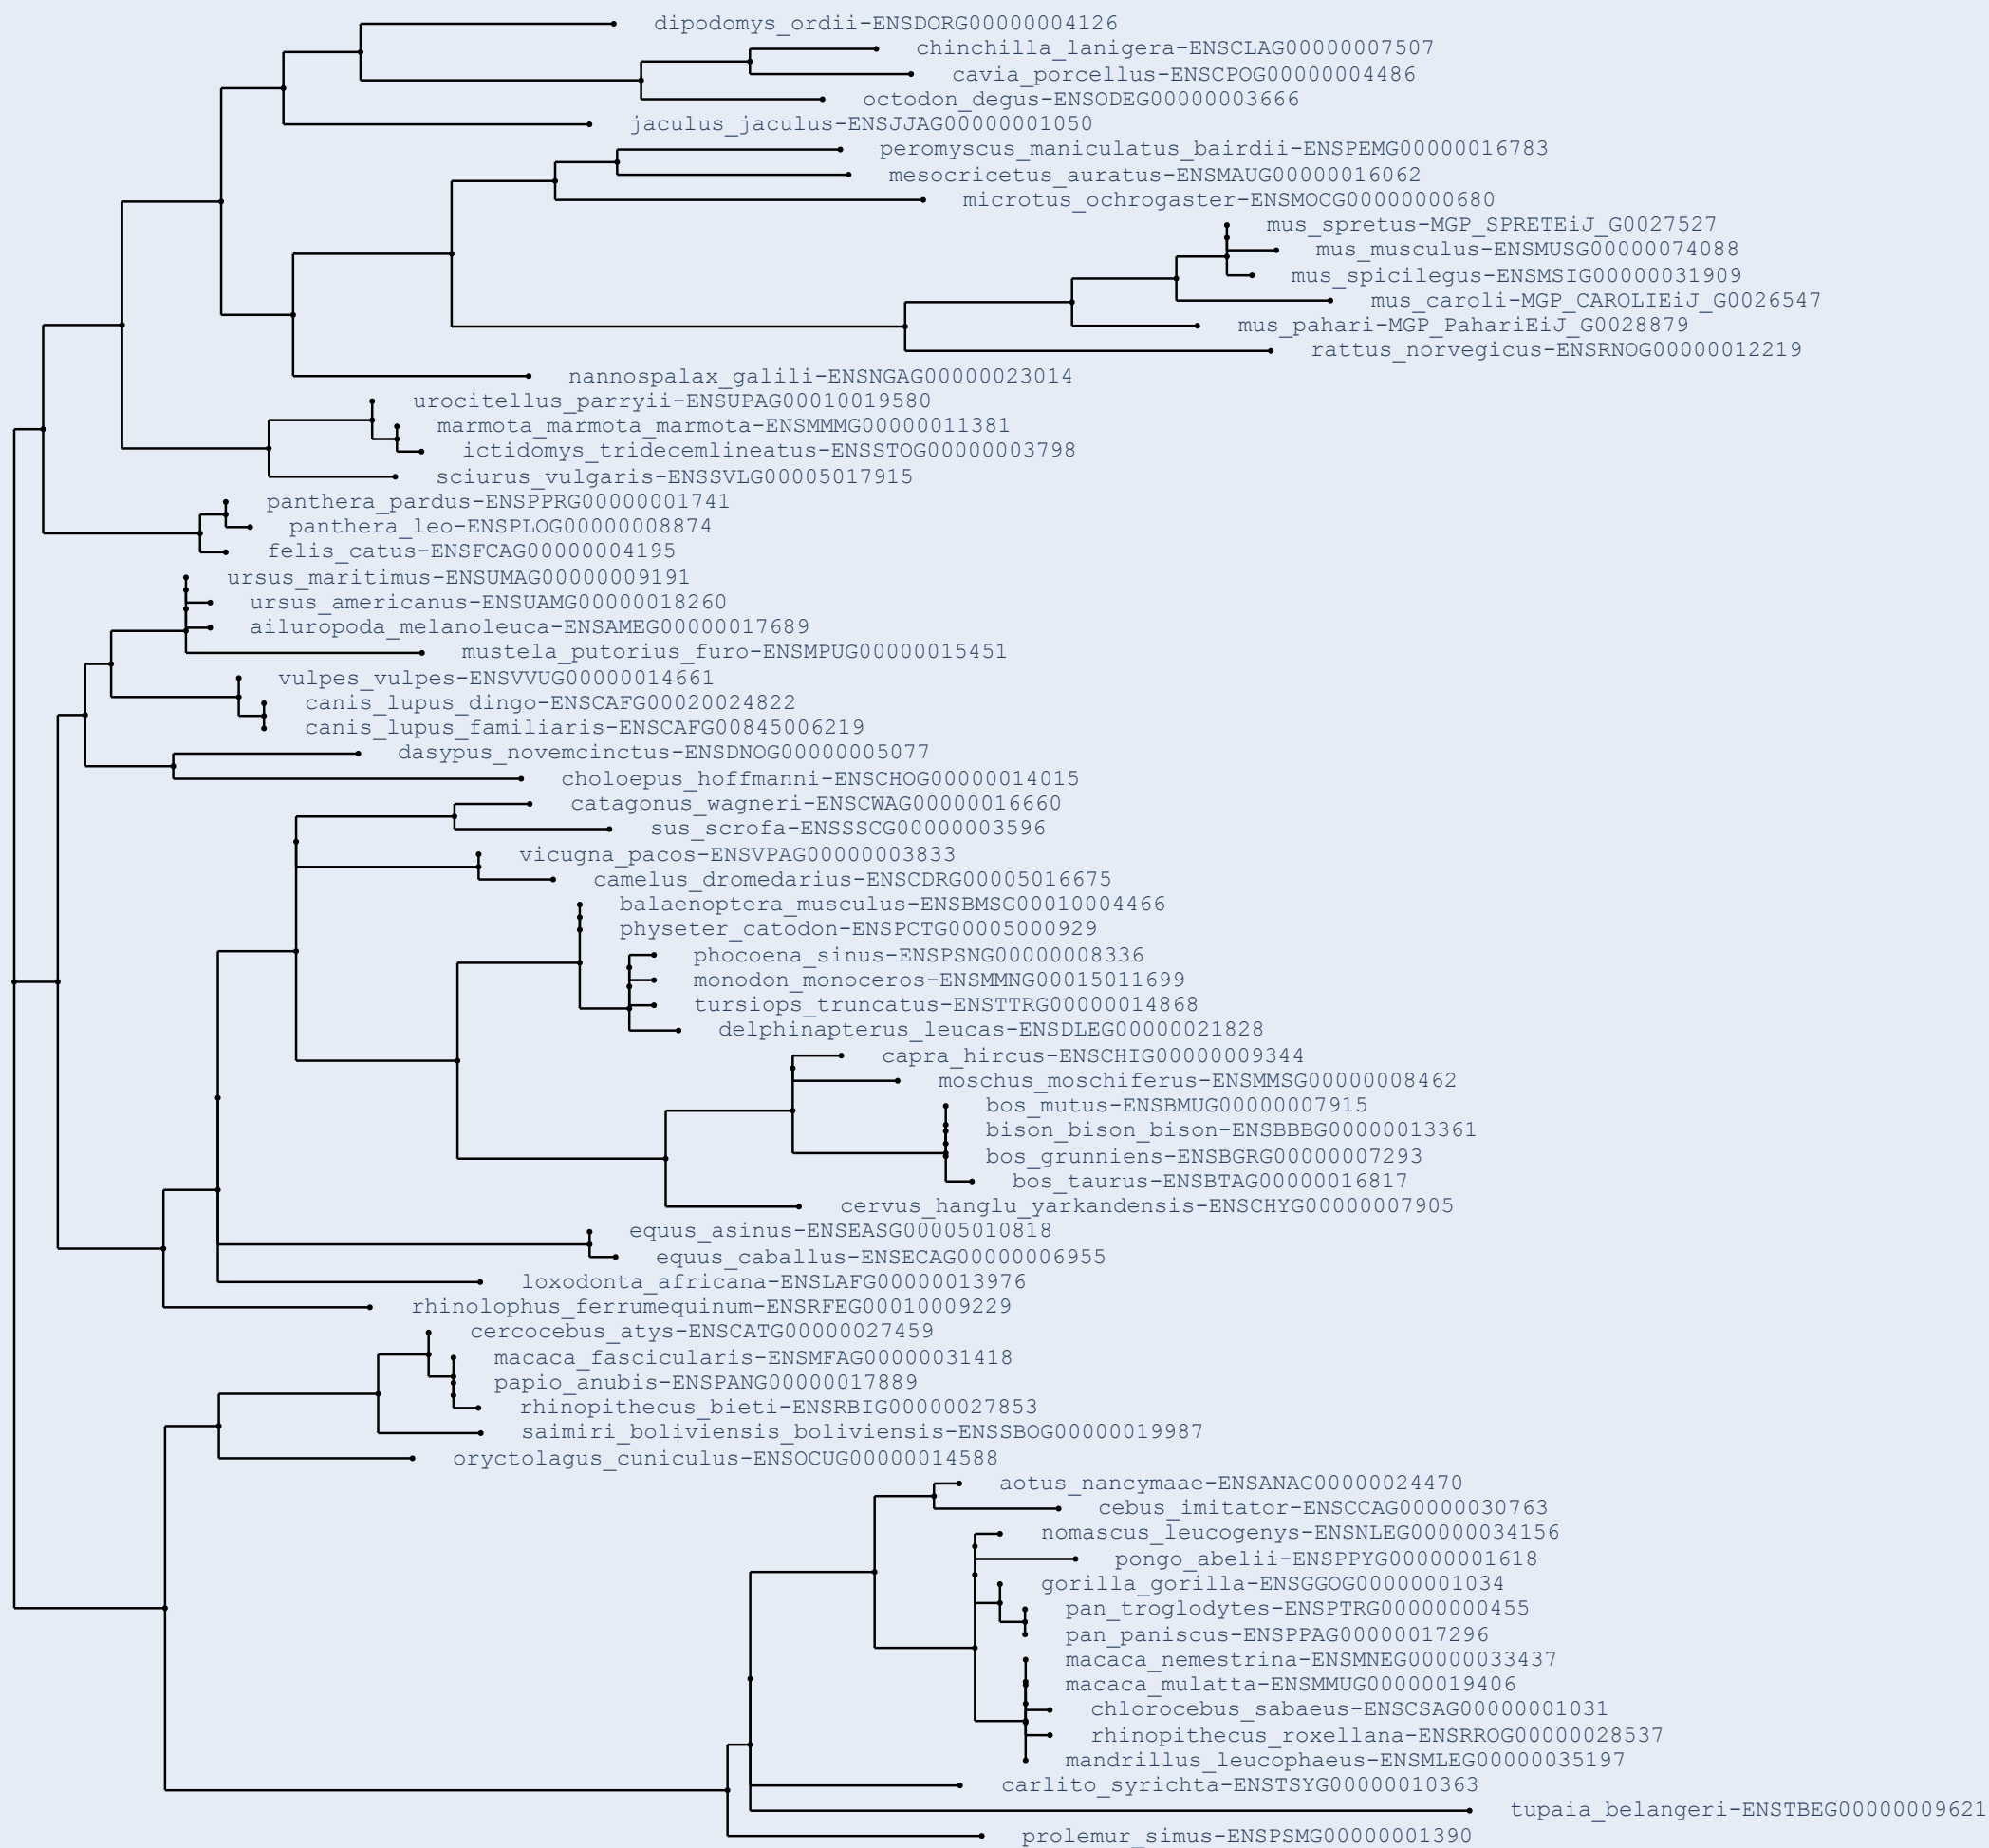 dipodomys_ordii-ENSDORG00000004126
chinchilla_lanigera-ENSCLAG00000007507
cavia_porcellus-ENSCPOG00000004486
octodon_degus-ENSODEG00000003666
jaculus_jaculus-ENSJJAG00000001050
peromyscus_maniculatus_bairdii-ENSPEMG00000016783
mesocricetus_auratus-ENSMAUG00000016062
microtus_ochrogaster-ENSMOCG00000000680
mus_spretus-MGP_SPRETEiJ_G0027527
mus_musculus-ENSMUSG00000074088
mus_spicilegus-ENSMSIG00000031909
mus_caroli-MGP_CAROLIEiJ_G0026547
mus_pahari-MGP_PahariEiJ_G0028879
rattus_norvegicus-ENSRNOG00000012219
nannospalax_galili-ENSNGAG00000023014
urocitellus_parryii-ENSUPAG00010019580
marmota_marmota_marmota-ENSMMMG00000011381
ictidomys_tridecemlineatus-ENSSTOG00000003798
sciurus_vulgaris-ENSSVLG00005017915
panthera_pardus-ENSPPRG00000001741
panthera_leo-ENSPLOG00000008874
felis_catus-ENSFCAG00000004195
ursus_maritimus-ENSUMAG00000009191
ursus_americanus-ENSUAMG00000018260
ailuropoda_melanoleuca-ENSAMEG00000017689
mustela_putorius_furo-ENSMPUG00000015451
vulpes_vulpes-ENSVVUG00000014661
canis_lupus_dingo-ENSCAFG00020024822
canis_lupus_familiaris-ENSCAFG00845006219
dasypus_novemcinctus-ENSDNOG00000005077
choloepus_hoffmanni-ENSCHOG00000014015
catagonus_wagneri-ENSCWAG00000016660
sus_scrofa-ENSSSCG00000003596
vicugna_pacos-ENSVPAG00000003833
camelus_dromedarius-ENSCDRG00005016675
balaenoptera_musculus-ENSBMSG00010004466
physeter_catodon-ENSPCTG00005000929
phocoena_sinus-ENSPSNG00000008336
monodon_monoceros-ENSMMNG00015011699
tursiops_truncatus-ENSTTRG00000014868
delphinapterus_leucas-ENSDLEG00000021828
capra_hircus-ENSCHIG00000009344
moschus_moschiferus-ENSMMSG00000008462
bos_mutus-ENSBMUG00000007915
bison_bison_bison-ENSBBBG00000013361
bos_grunniens-ENSBGRG00000007293
bos_taurus-ENSBTAG00000016817
cervus_hanglu_yarkandensis-ENSCHYG00000007905
equus_asinus-ENSEASG00005010818
equus_caballus-ENSECAG00000006955
loxodonta_africana-ENSLAFG00000013976
rhinolophus_ferrumequinum-ENSRFEG00010009229
cercocebus_atys-ENSCATG00000027459
macaca_fascicularis-ENSMFAG00000031418
papio_anubis-ENSPANG00000017889
rhinopithecus_bieti-ENSRBIG00000027853
saimiri_boliviensis_boliviensis-ENSSBOG00000019987
oryctolagus_cuniculus-ENSOCUG00000014588
aotus_nancymaae-ENSANAG00000024470
cebus_imitator-ENSCCAG00000030763
nomascus_leucogenys-ENSNLEG00000034156
pongo_abelii-ENSPPYG00000001618
gorilla_gorilla-ENSGGOG00000001034
pan_troglodytes-ENSPTRG00000000455
pan_paniscus-ENSPPAG00000017296
macaca_nemestrina-ENSMNEG00000033437
macaca_mulatta-ENSMMUG00000019406
chlorocebus_sabaeus-ENSCSAG00000001031
rhinopithecus_roxellana-ENSRROG00000028537
mandrillus_leucophaeus-ENSMLEG00000035197
carlito_syrichta-ENSTSYG00000010363
tupaia_belangeri-ENSTBEG00000009621
prolemur_simus-ENSPSMG00000001390